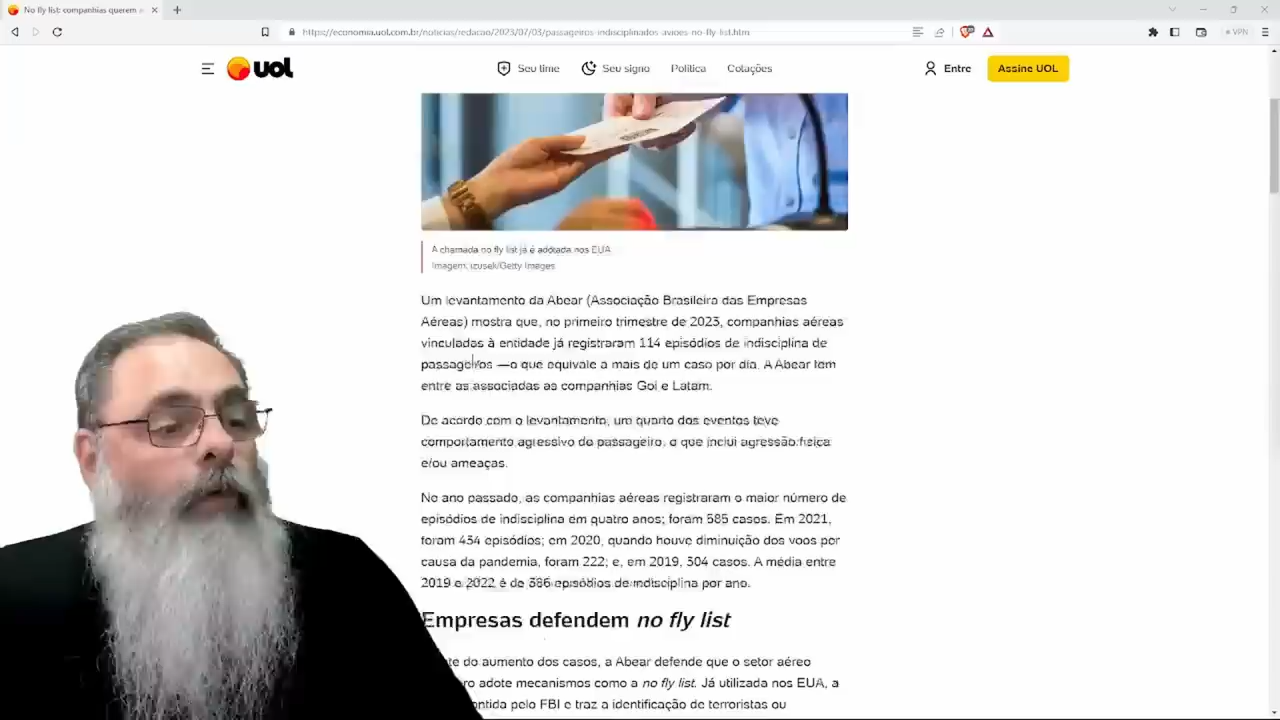 No fly list: companhias querem
https://economia.uol.com.br/noticias/redacao/2023/07/03/passageiros-indisciplinados-avioes-no-fly-list.htm
VPN
UOL
Seu time
Seu signo
Política
Cotações
Entre
Assine UOL
A chamada no fly list já é adotada nos EUA
Imagem: izusek/Getty Images
Um levantamento da Abear (Associação Brasileira das Empresas
Aéreas) mostra que, no primeiro trimestre de 2023, companhias aéreas
vinculadas à entidade já registraram 114 episódios de indisciplina de
passageiros —o que equivale a mais de um caso por dia. A Abear tem
entre as associadas as companhias Gol e Latam.
De acordo com o levantamento, um quarto dos eventos teve
comportamento agressivo do passageiro, o que inclui agressão física
e/ou ameaças.
No ano passado, as companhias aéreas registraram o maior número de
episódios de indisciplina em quatro anos; foram 585 casos. Em 2021,
foram 434 episódios; em 2020, quando houve diminuição dos voos por
causa da pandemia, foram 222; e, em 2019, 304 casos. A média entre
2019 e 2022 é de 386 episódios de indisciplina por ano.
Empresas defendem no fly list
te do aumento dos casos, a Abear defende que o setor aéreo
ro adote mecanismos como a no fly list. Já utilizada nos EUA, a
ntida pelo FBI e traz a identificação de terroristas ou